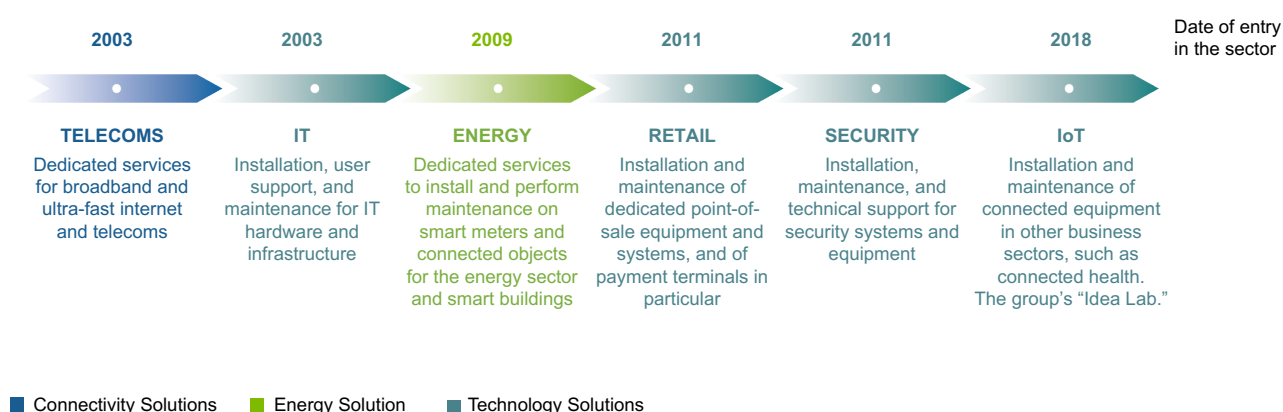 2003
2003
2009
2011
2011
2018
Date of entry
in the sector
TELECOMS
Dedicated services
for broadband and
ultra-fast internet
and telecoms
IT
Installation, user
support, and
maintenance for IT
hardware and
infrastructure
ENERGY
Dedicated services
to install and perform
maintenance on
smart meters and
connected objects
for the energy sector
and smart buildings
RETAIL
Installation and
maintenance of
dedicated point-of-
sale equipment and
systems, and of
payment terminals in
particular
SECURITY
Installation,
maintenance, and
technical support for
security systems and
equipment
IoT
Installation and
maintenance of
connected equipment
in other business
sectors, such as
connected health.
The group’s “Idea Lab.”
Connectivity Solutions
Energy Solution
Technology Solutions